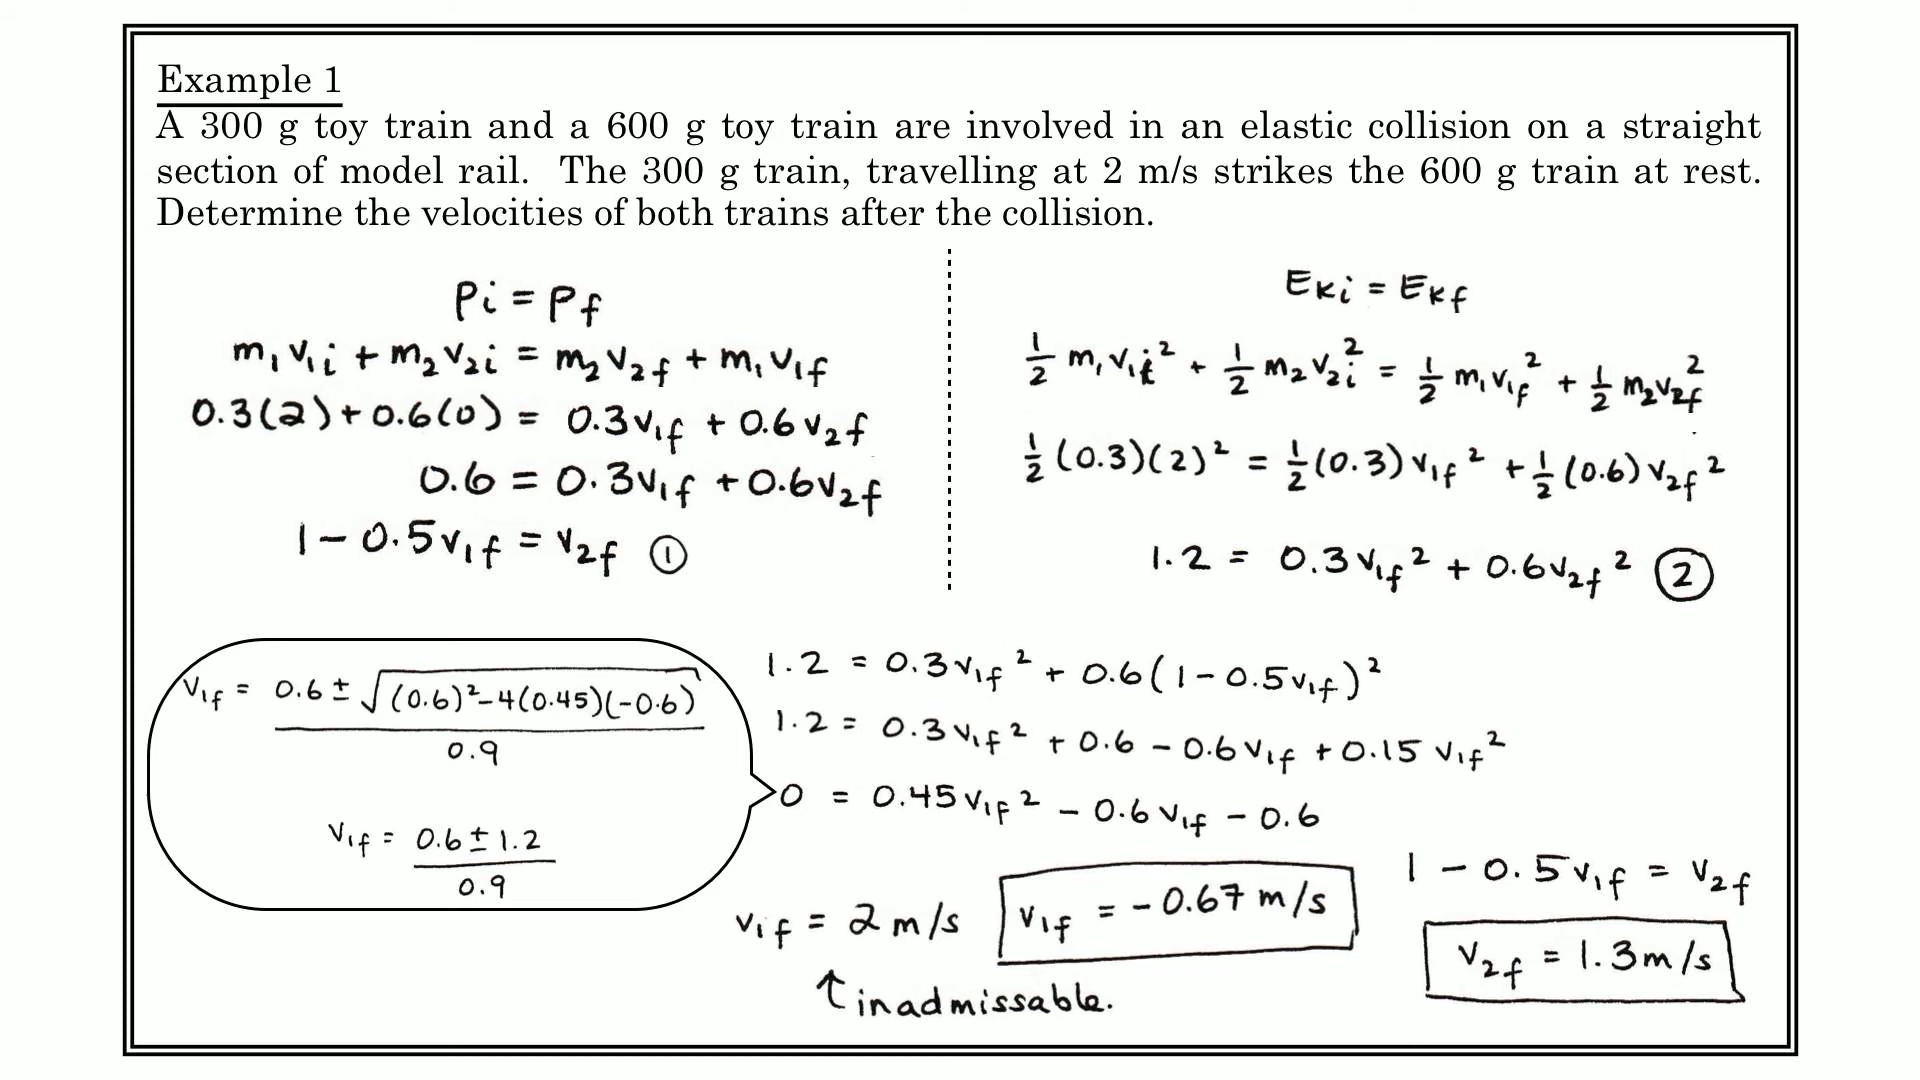 Example 1
A 300 g toy train and a 600 g toy train are involved in an elastic collision on a straight
section of model rail.  The 300 g train, travelling at 2 m/s strikes the 600 g train at rest.
Determine the velocities of both trains after the collision.
Pi = Pf
m₁v₁i + m₂v₂i = m₂v₂f + m₁v₁f
0.3(2) + 0.6(0) = 0.3v₁f + 0.6v₂f
0.6 = 0.3v₁f + 0.6v₂f
1 - 0.5v₁f = v₂f ①
Eki = Ekf
½ m₁v₁i² + ½ m₂v₂i² = ½ m₁v₁f² + ½ m₂v₂f²
½ (0.3)(2)² = ½ (0.3) v₁f² + ½ (0.6) v₂f²
1.2 = 0.3v₁f² + 0.6v₂f² ②
v₁f = 0.6 ± √(0.6)² - 4(0.45)(-0.6)
0.9
v₁f = 0.6 ± 1.2
0.9
1.2 = 0.3v₁f² + 0.6(1 - 0.5v₁f)²
1.2 = 0.3v₁f² + 0.6 - 0.6v₁f + 0.15 v₁f²
0 = 0.45v₁f² - 0.6v₁f - 0.6
v₁f = 2 m/s
↑ inadmissable.
v₁f = - 0.67 m/s
1 - 0.5v₁f = v₂f
v₂f = 1.3 m/s